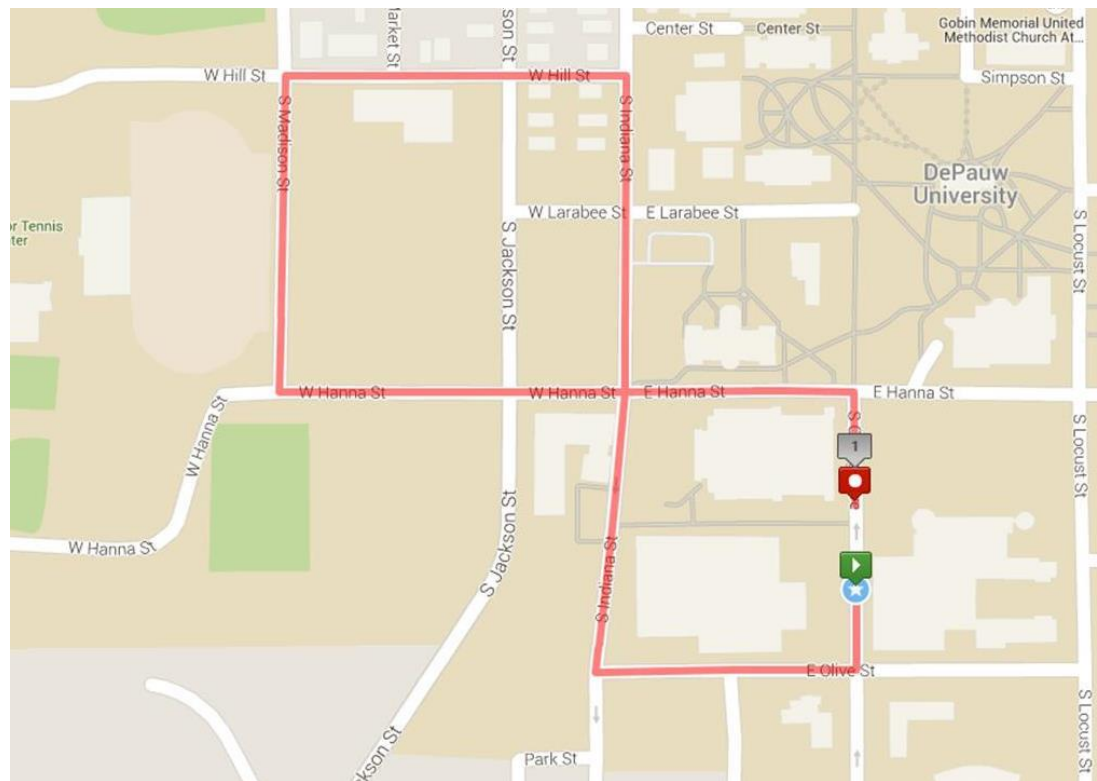 Market St
son St
Center St
Center St
Gobin Memorial United
Methodist Church At...
W Hill St
W Hill St
Simpson St
S Madison St
S Indiana St
DePauw
University
W Larabee St
E Larabee St
or Tennis
ter
S Jackson St
S Locust St
W Hanna St
W Hanna St
E Hanna St
E Hanna St
W Hanna St
1
S Locust St
W Hanna St
S Jackson St
S Indiana St
E Olive St
S Locust St
Park St
kson St